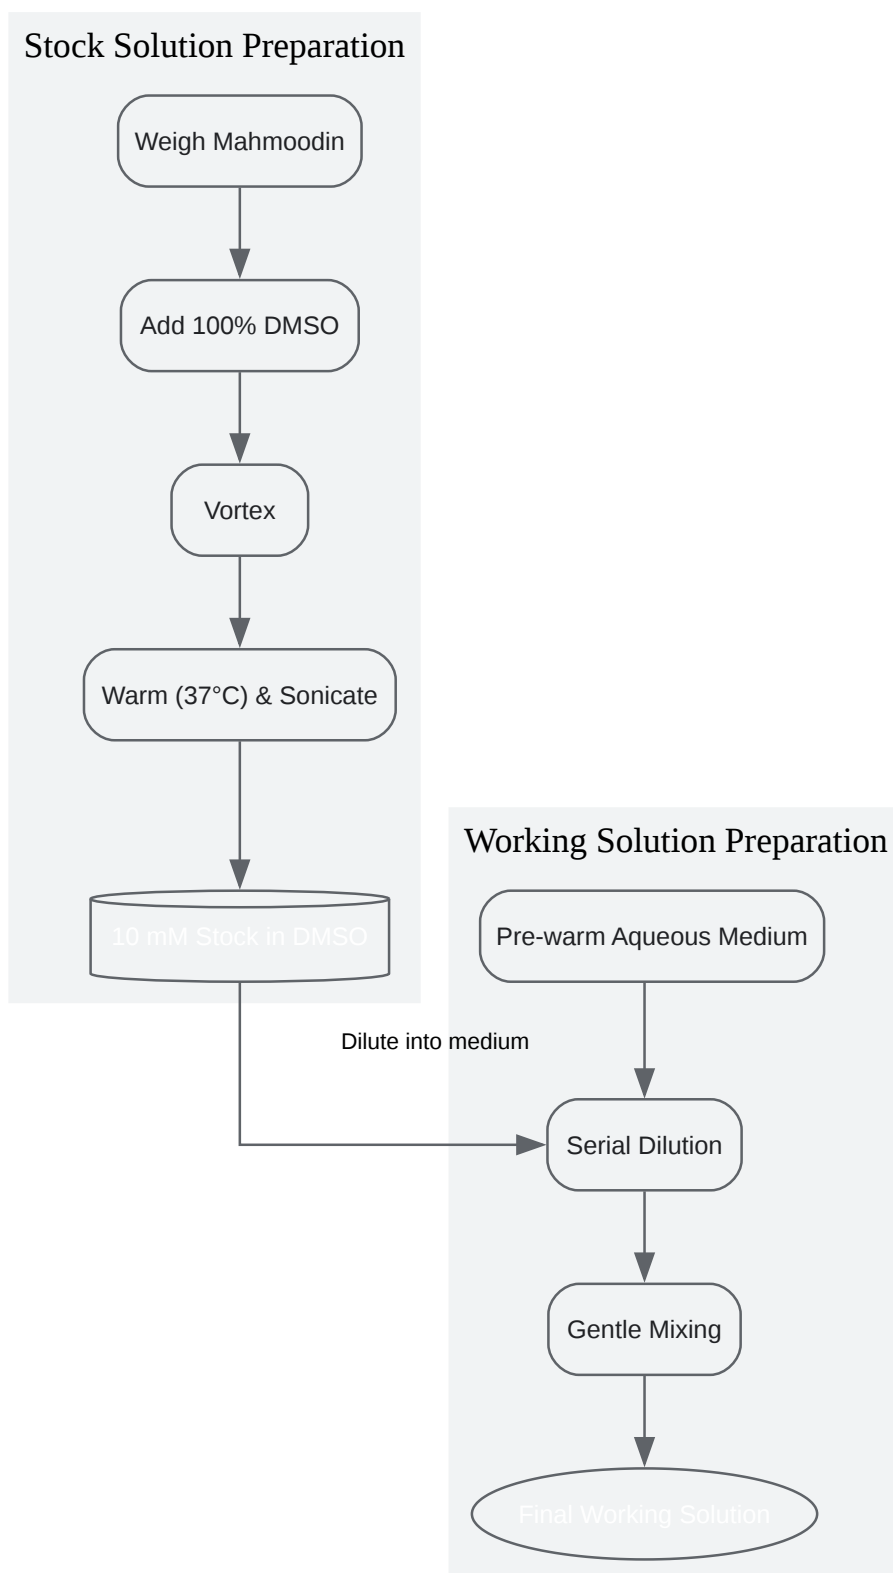 Stock Solution Preparation
Weigh Mahmoodin
Add 100% DMSO
Vortex
Warm (37°C) & Sonicate
10 mM Stock in DMSO
Working Solution Preparation
Pre-warm Aqueous Medium
Dilute into medium
Serial Dilution
Gentle Mixing
Final Working Solution